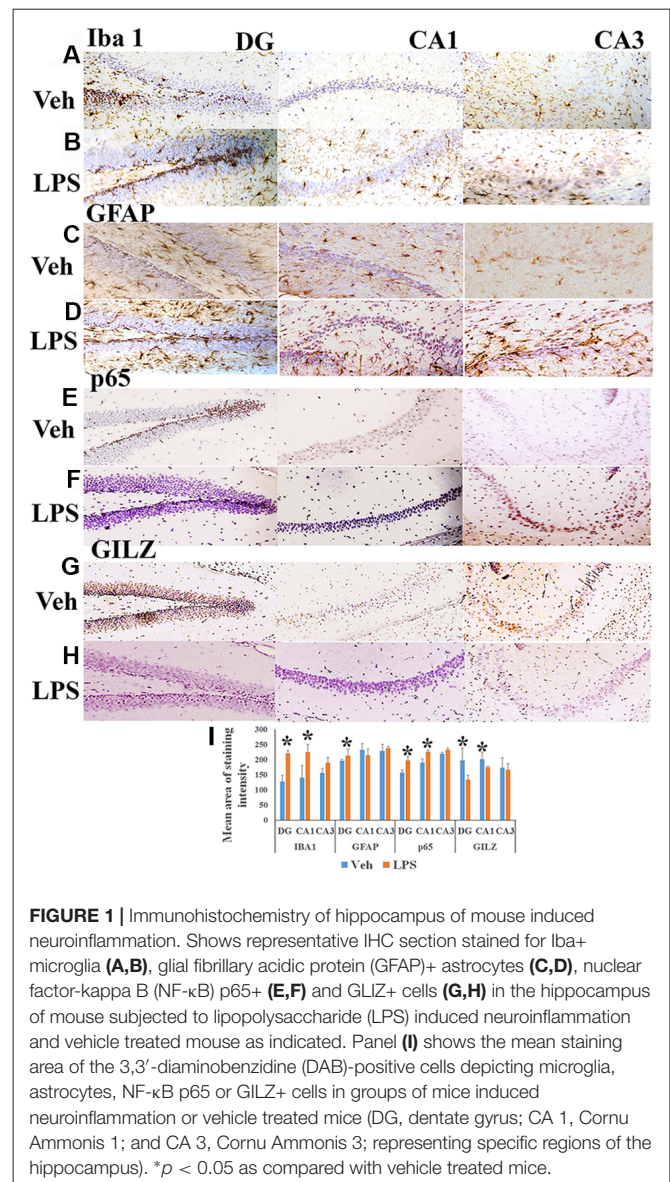 Iba 1 DG CA1 CA3
A
Veh
B
LPS
GFAP
C
Veh
D
LPS
p65
E
Veh
F
LPS
GILZ
G
Veh
H
LPS
I
Mean area of staining
intensity
300
250
200
150
100
50
0
* * * * * * *
DG CA1 CA3 DG CA1 CA3 DG CA1 CA3 DG CA1 CA3
IBA1 GFAP p65 GILZ
Veh LPS
FIGURE 1 | Immunohistochemistry of hippocampus of mouse induced
neuroinflammation. Shows representative IHC section stained for Iba+
microglia (A,B), glial fibrillary acidic protein (GFAP)+ astrocytes (C,D), nuclear
factor-kappa B (NF-κB) p65+ (E,F) and GLIZ+ cells (G,H) in the hippocampus
of mouse subjected to lipopolysaccharide (LPS) induced neuroinflammation
and vehicle treated mouse as indicated. Panel (I) shows the mean staining
area of the 3,3′-diaminobenzidine (DAB)-positive cells depicting microglia,
astrocytes, NF-κB p65 or GILZ+ cells in groups of mice induced
neuroinflammation or vehicle treated mice (DG, dentate gyrus; CA 1, Cornu
Ammonis 1; and CA 3, Cornu Ammonis 3; representing specific regions of the
hippocampus). *p < 0.05 as compared with vehicle treated mice.